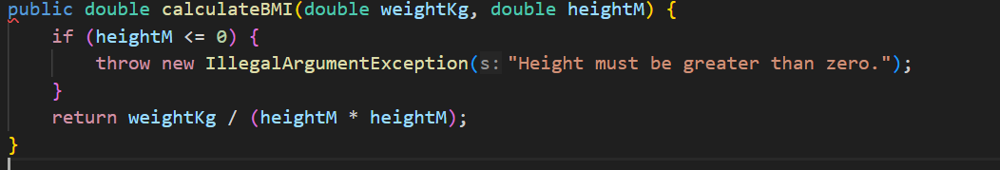 public double calculateBMI(double weightKg, double heightM) {
    if (heightM <= 0) {
        throw new IllegalArgumentException(s: "Height must be greater than zero.");
    }
    return weightKg / (heightM * heightM);
}